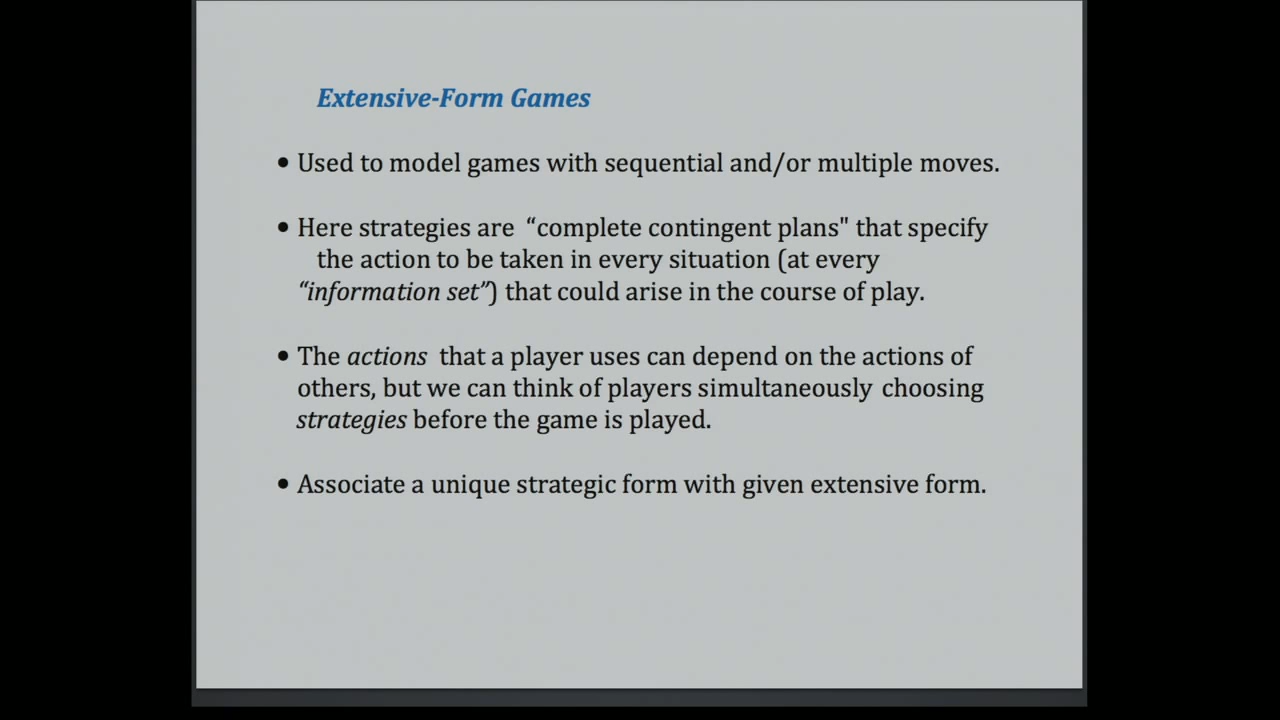 Extensive-Form Games
• Used to model games with sequential and/or multiple moves.
• Here strategies are “complete contingent plans" that specify
the action to be taken in every situation (at every
“information set”) that could arise in the course of play.
• The actions that a player uses can depend on the actions of
others, but we can think of players simultaneously choosing
strategies before the game is played.
• Associate a unique strategic form with given extensive form.